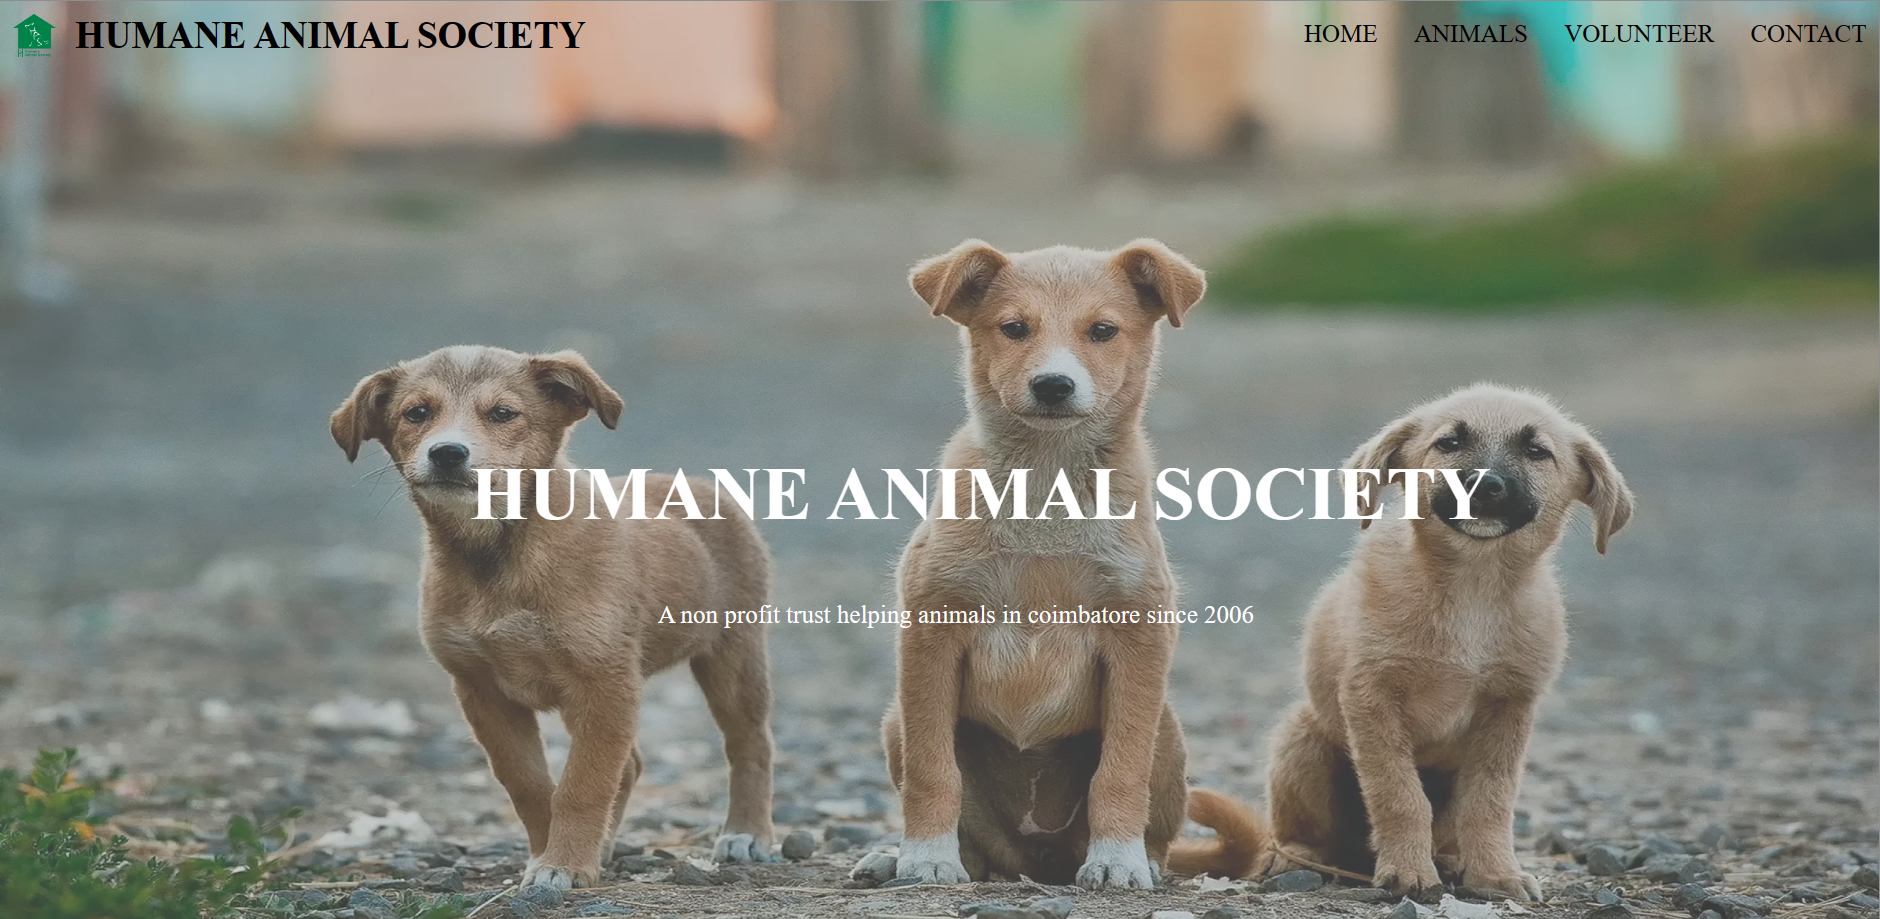 HUMANE ANIMAL SOCIETY
HOME ANIMALS VOLUNTEER CONTACT
HUMANE ANIMAL SOCIETY
A non profit trust helping animals in coimbatore since 2006